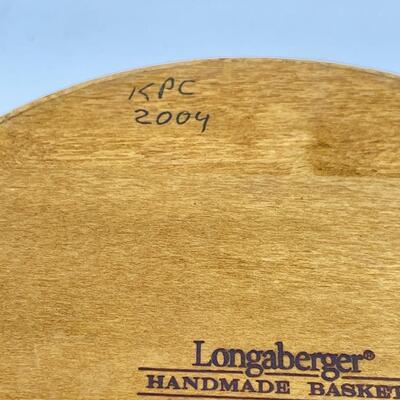 KPC
2004
Longaberger®
HANDMADE BASKET